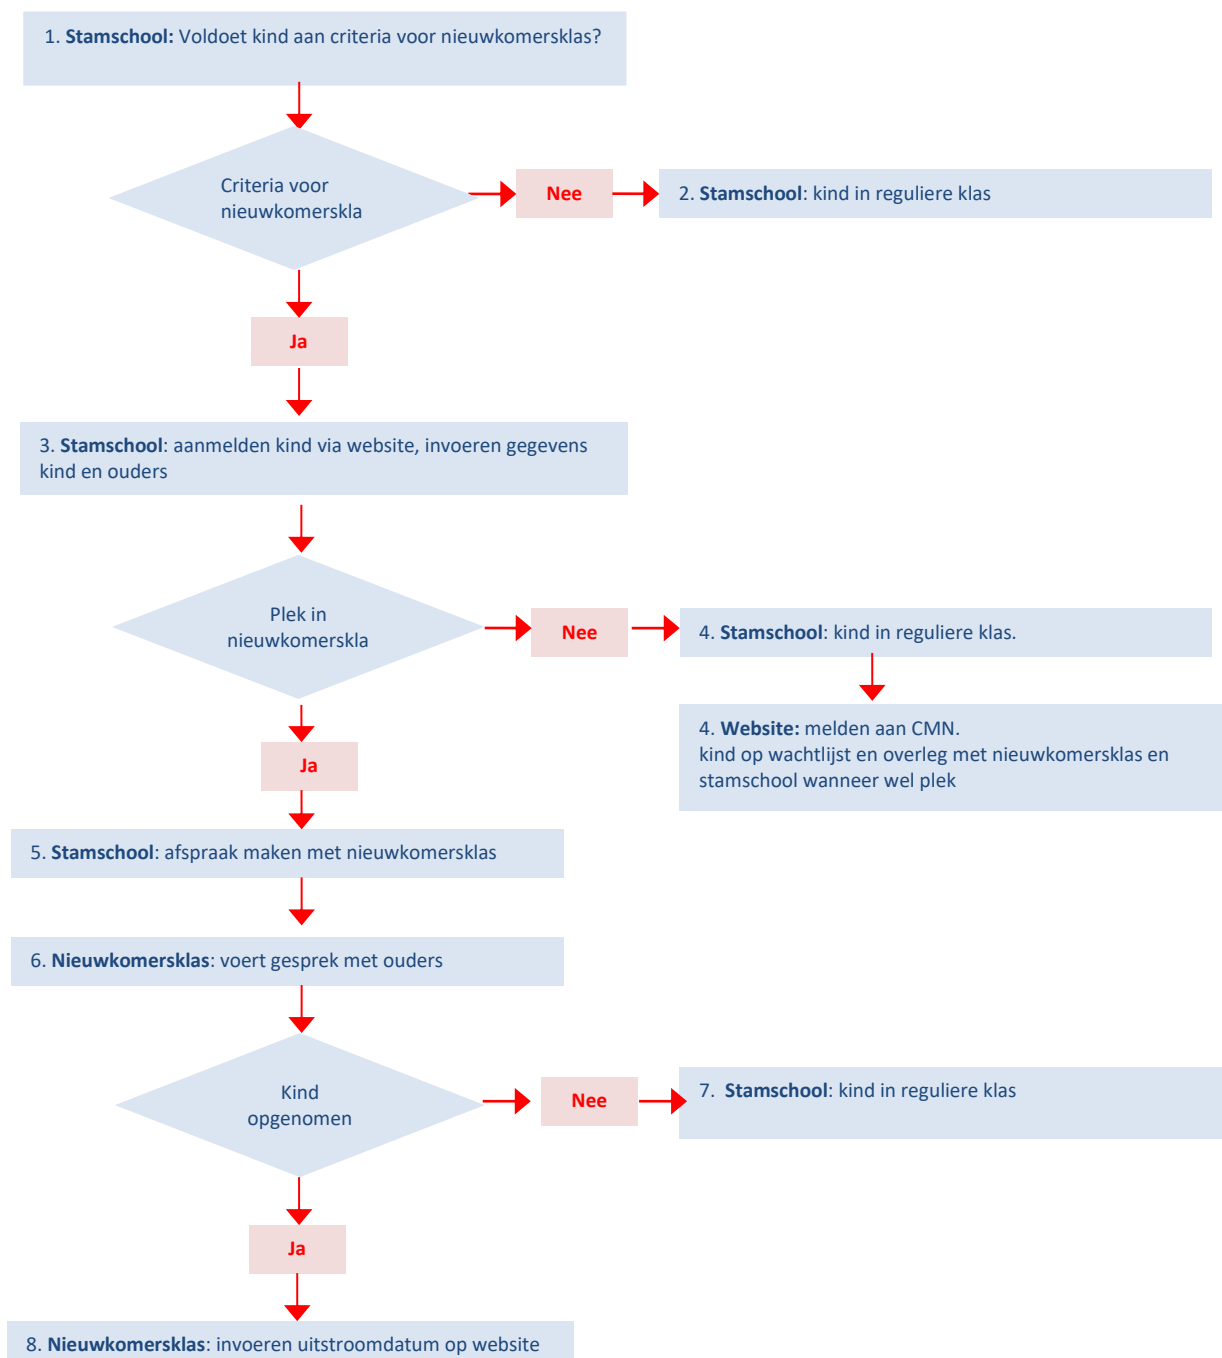 1. Stamschool: Voldoet kind aan criteria voor nieuwkomersklas?
Criteria voor
nieuwkomerskla
Nee
2. Stamschool: kind in reguliere klas
Ja
3. Stamschool: aanmelden kind via website, invoeren gegevens
kind en ouders
Plek in
nieuwkomerskla
Nee
4. Stamschool: kind in reguliere klas.
4. Website: melden aan CMN.
kind op wachtlijst en overleg met nieuwkomersklas en
stamschool wanneer wel plek
Ja
5. Stamschool: afspraak maken met nieuwkomersklas
6. Nieuwkomersklas: voert gesprek met ouders
Kind
opgenomen
Nee
7. Stamschool: kind in reguliere klas
Ja
8. Nieuwkomersklas: invoeren uitstroomdatum op website